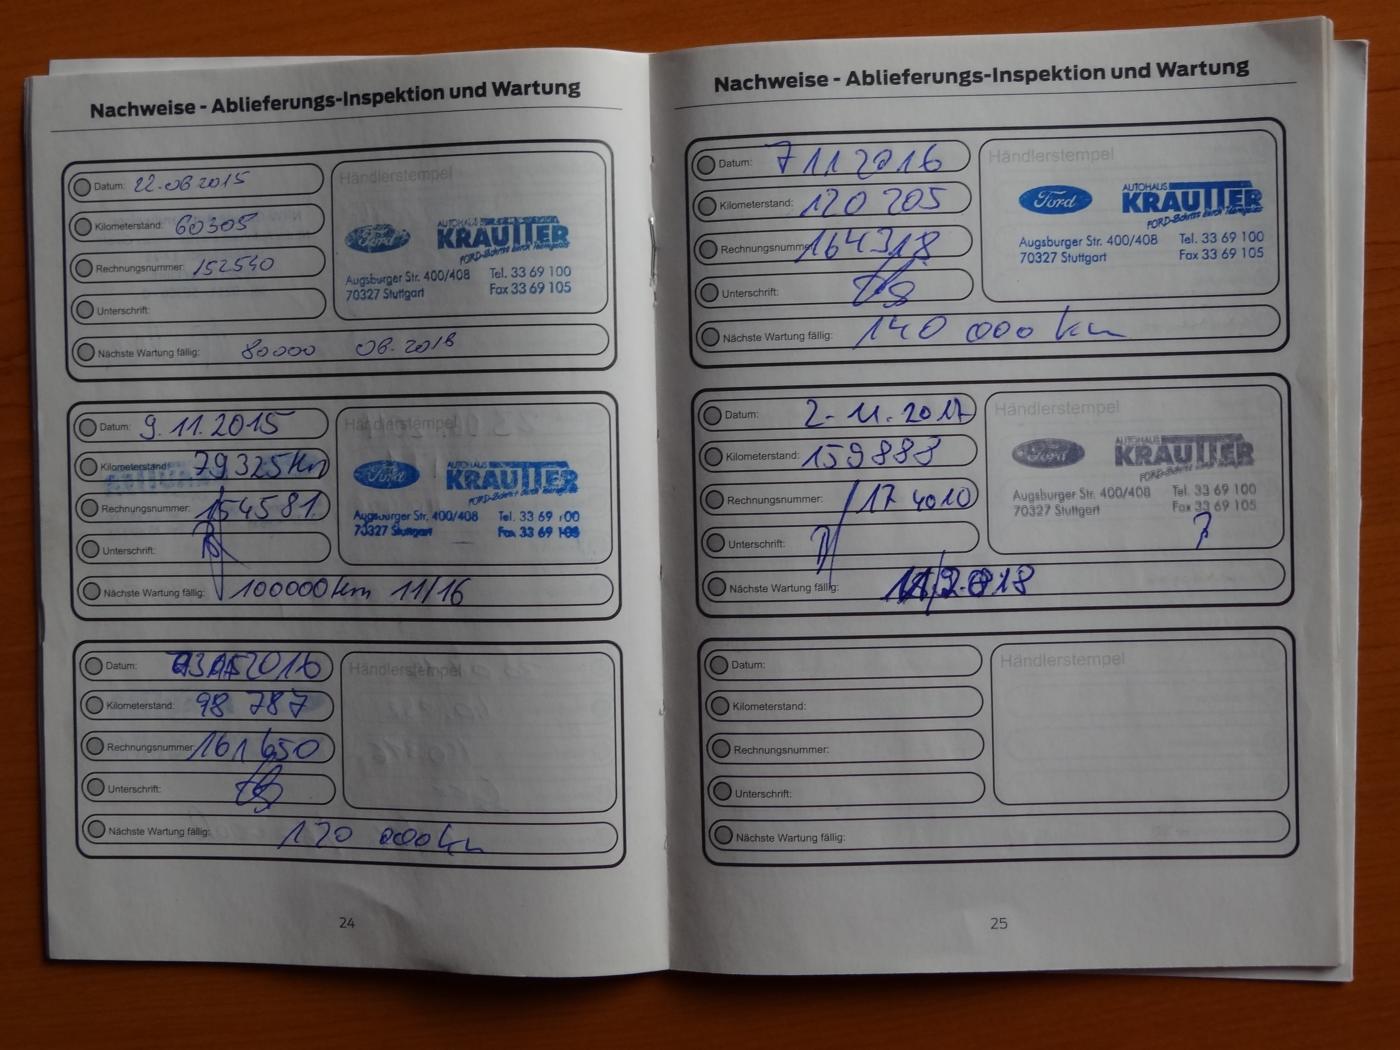 Nachweise - Ablieferungs-Inspektion und Wartung
Datum: 22.08 2015
Kilometerstand: 60305
Rechnungsnummer: 152540
Unterschrift:
Nächste Wartung fällig: 80000 08.2018
Händlerstempel
Ford
AUTOHAUS
KRAUTTER
Augsburger Str. 400/408 Tel. 33 69 100
70327 Stuttgart Fax 33 69 105
Datum: 9.11.2015
Kilometerstand: 79325 km
Rechnungsnummer: 154581
Unterschrift:
Nächste Wartung fällig: 100000 km 11/16
Händlerstempel
Ford
AUTOHAUS
KRAUTTER
Augsburger Str. 400/408 Tel. 33 69 100
70327 Stuttgart Fax 33 69 105
Datum: 2016
Kilometerstand: 98 787
Rechnungsnummer: 161650
Unterschrift:
Nächste Wartung fällig: 120 000 km
Händlerstempel
24
Nachweise - Ablieferungs-Inspektion und Wartung
Datum: 7 11 2016
Kilometerstand: 120 205
Rechnungsnummer: 164318
Unterschrift:
Nächste Wartung fällig: 140 000 km
Händlerstempel
Ford
AUTOHAUS
KRAUTTER
Augsburger Str. 400/408 Tel. 33 69 100
70327 Stuttgart Fax 33 69 105
Datum: 2-11.2017
Kilometerstand: 159888
Rechnungsnummer: 174010
Unterschrift:
Nächste Wartung fällig:
Händlerstempel
Ford
AUTOHAUS
KRAUTTER
Augsburger Str. 400/408 Tel. 33 69 100
70327 Stuttgart Fax 33 69 105
Datum:
Kilometerstand:
Rechnungsnummer:
Unterschrift:
Nächste Wartung fällig:
Händlerstempel
25